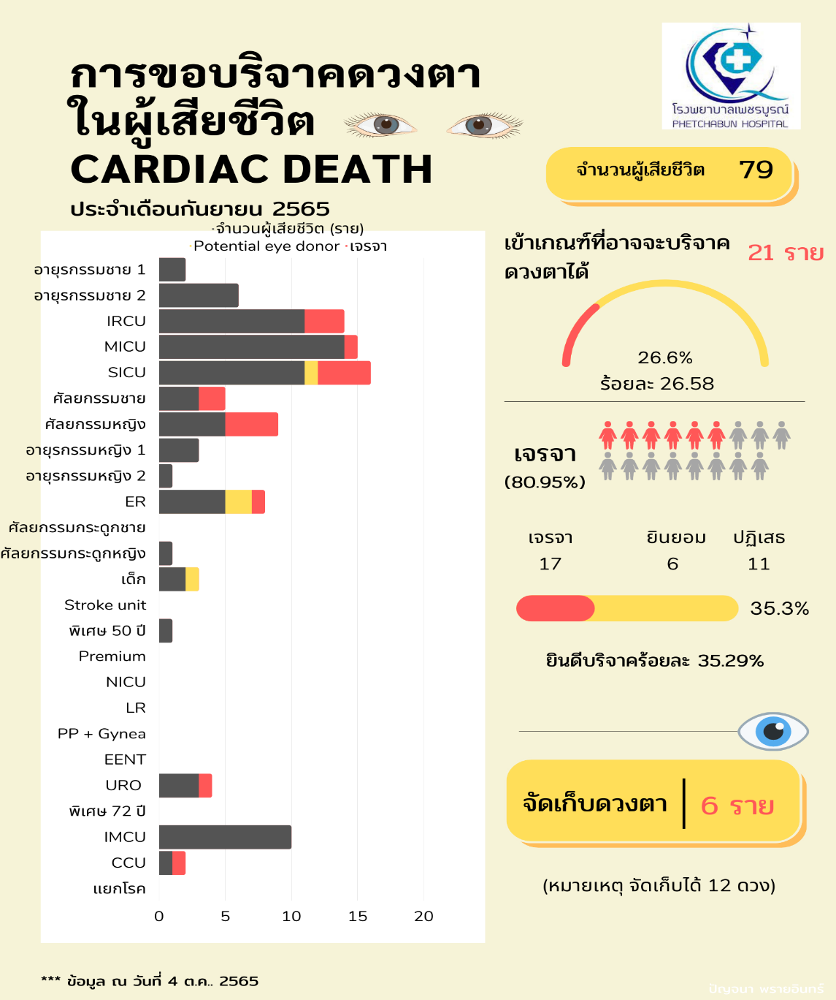 การขอบริจาคดวงตา
ในผู้เสียชีวิต
CARDIAC DEATH
ประจำเดือนกันยายน 2565
โรงพยาบาลเพชรบูรณ์
PHETCHABUN HOSPITAL
จำนวนผู้เสียชีวิต 79
จำนวนผู้เสียชีวิต (ราย)
Potential eye donor เจรจา
อายุรกรรมชาย 1
อายุรกรรมชาย 2
IRCU
MICU
SICU
ศัลยกรรมชาย
ศัลยกรรมหญิง
อายุรกรรมหญิง 1
อายุรกรรมหญิง 2
ER
ศัลยกรรมกระดูกชาย
ศัลยกรรมกระดูกหญิง
เด็ก
Stroke unit
พิเศษ 50 ปี
Premium
NICU
LR
PP + Gynea
EENT
URO
พิเศษ 72 ปี
IMCU
CCU
แยกโรค
0 5 10 15 20
เข้าเกณฑ์ที่อาจจะบริจาค
ดวงตาได้
21 ราย
26.6%
ร้อยละ 26.58
เจรจา
(80.95%)
เจรจา ยินยอม ปฏิเสธ
17 6 11
35.3%
ยินดีบริจาคร้อยละ 35.29%
จัดเก็บดวงตา 6 ราย
(หมายเหตุ จัดเก็บได้ 12 ดวง)
*** ข้อมูล ณ วันที่ 4 ต.ค.. 2565
ปัญจนา พรายอินทร์